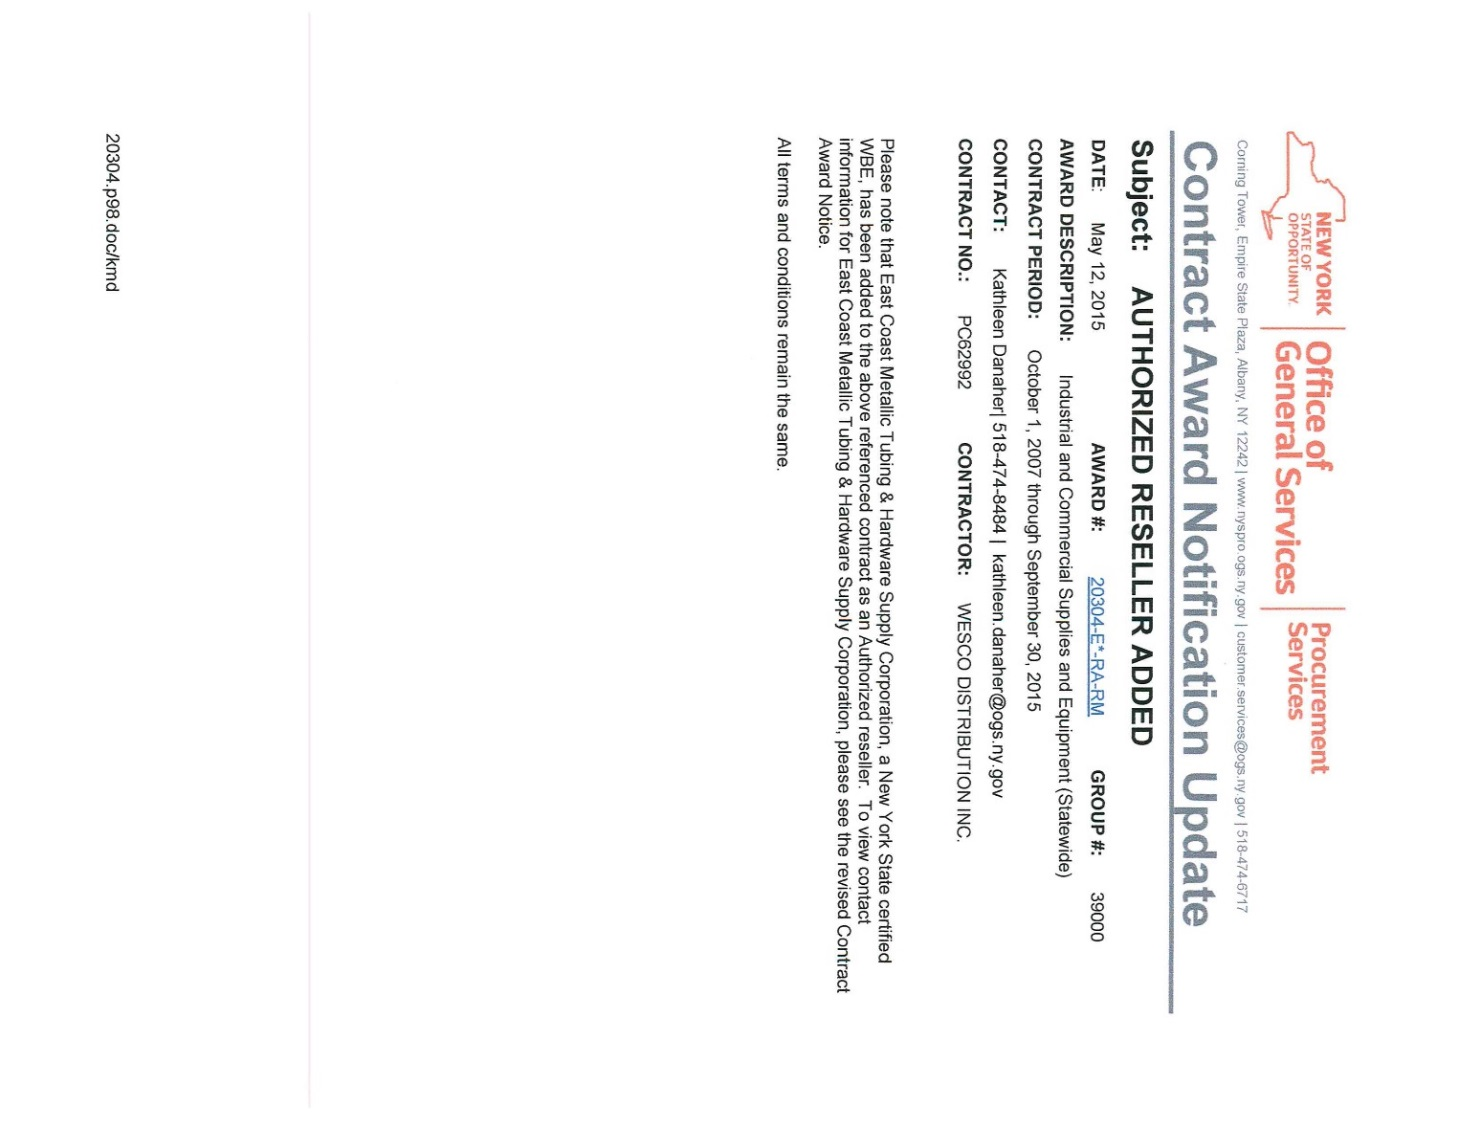 NEW YORK
STATE OF
OPPORTUNITY.
Office of
General Services
Procurement
Services
Corning Tower, Empire State Plaza, Albany, NY 12242 | www.nyspro.ogs.ny.gov | customer.services@ogs.ny.gov | 518-474-6717
Contract Award Notification Update
Subject: AUTHORIZED RESELLER ADDED
DATE: May 12, 2015 AWARD #: 20304-E*-RA-RM GROUP #: 39000
AWARD DESCRIPTION: Industrial and Commercial Supplies and Equipment (Statewide)
CONTRACT PERIOD: October 1, 2007 through September 30, 2015
CONTACT: Kathleen Danaher| 518-474-8484 | kathleen.danaher@ogs.ny.gov
CONTRACT NO.: PC62992 CONTRACTOR: WESCO DISTRIBUTION INC.
Please note that East Coast Metallic Tubing & Hardware Supply Corporation, a New York State certified
WBE, has been added to the above referenced contract as an Authorized reseller. To view contact
information for East Coast Metallic Tubing & Hardware Supply Corporation, please see the revised Contract
Award Notice.
All terms and conditions remain the same.
20304.p98.doc/kmd